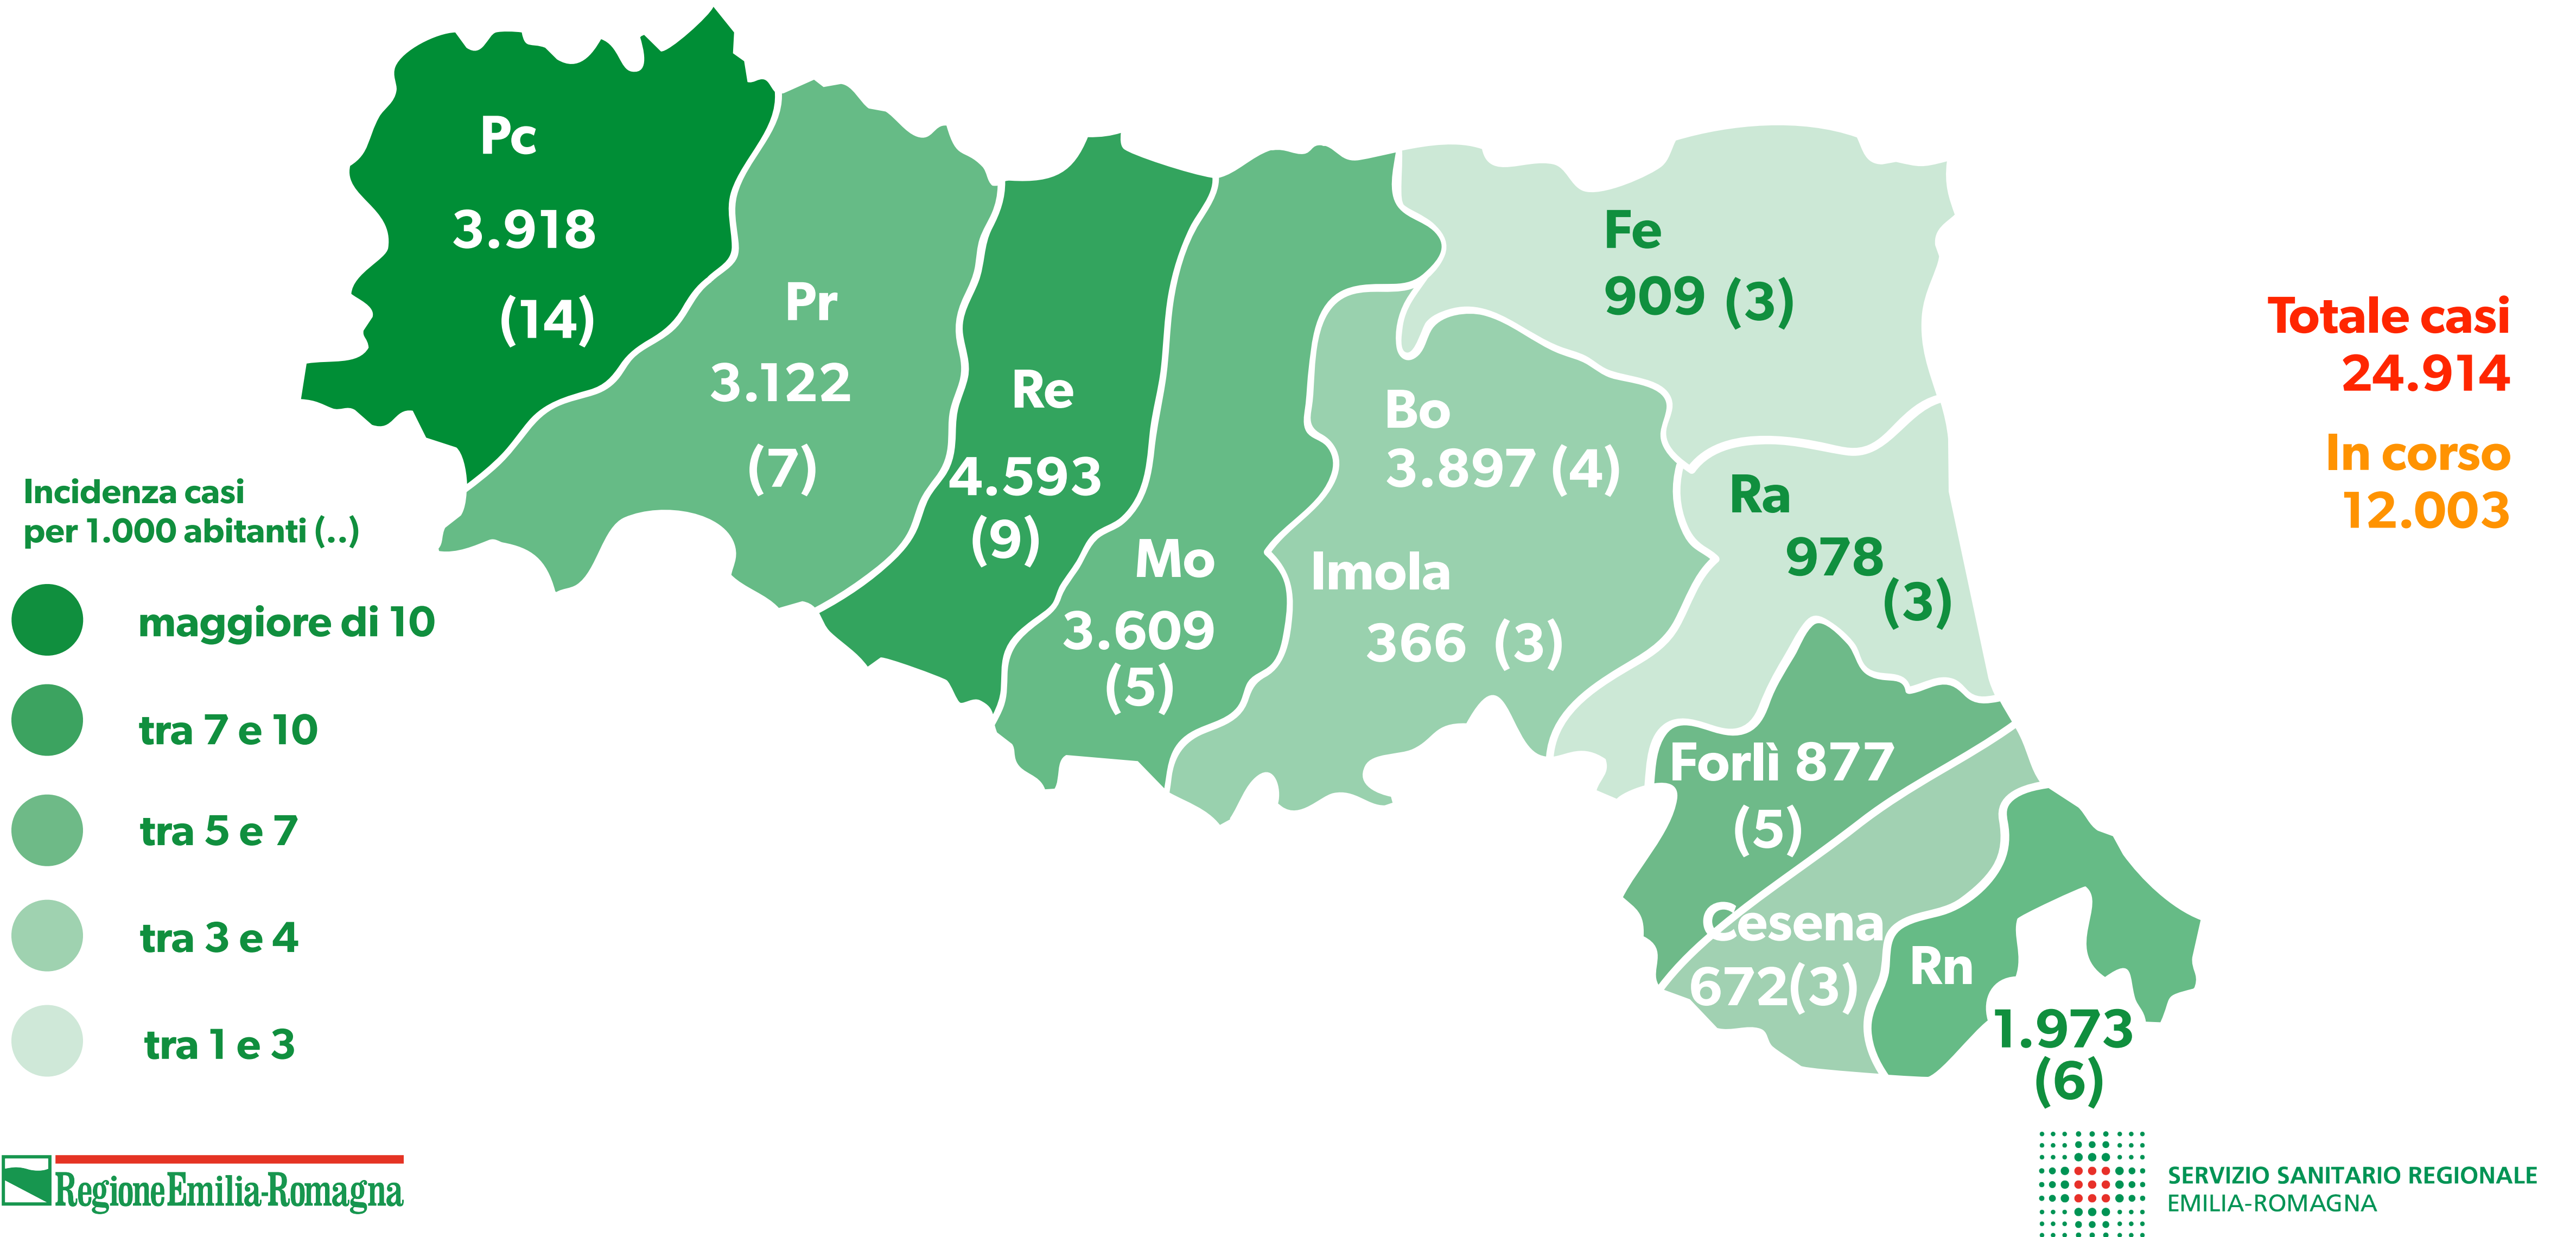 Pc
3.918
(14)
Pr
3.122
(7)
Re
4.593
(9)
Mo
3.609
(5)
Bo
3.897 (4)
Imola
366 (3)
Fe
909 (3)
Ra
978
(3)
Forlì 877
(5)
Cesena
672(3)
Rn
1.973
(6)
Totale casi
24.914
In corso
12.003
Incidenza casi
per 1.000 abitanti (..)
maggiore di 10
tra 7 e 10
tra 5 e 7
tra 3 e 4
tra 1 e 3
RegioneEmilia-Romagna
SERVIZIO SANITARIO REGIONALE
EMILIA-ROMAGNA